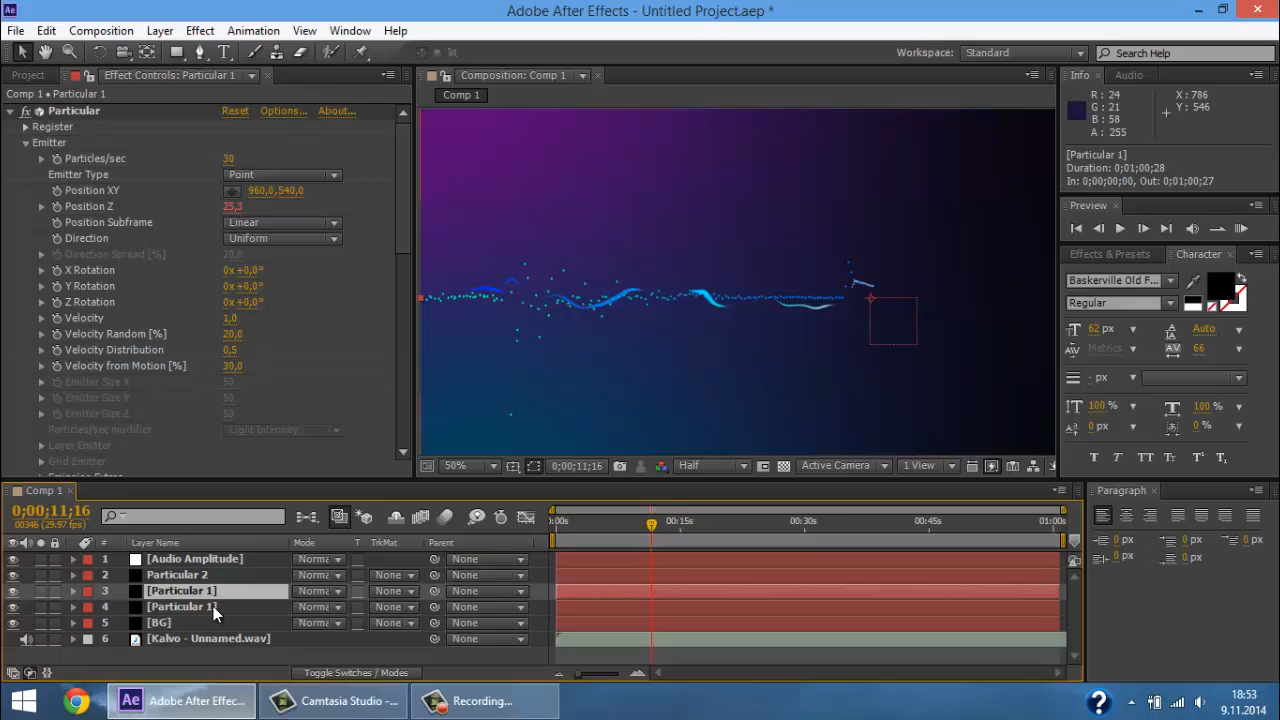 Adobe After Effects - Untitled Project.aep *
File Edit Composition Layer Effect Animation View Window Help
Workspace: Standard Search Help
Project Effect Controls: Particular 1 Composition: Comp 1 Info Audio
Comp 1 • Particular 1
Comp 1
Particular Reset Options... About...
Register
Emitter
Particles/sec 30
Emitter Type Point
Position XY 960,0,540,0
Position Z 25,3
Position Subframe Linear
Direction Uniform
Direction Spread [%] 20,0
X Rotation 0x +0,0°
Y Rotation 0x +0,0°
Z Rotation 0x +0,0°
Velocity 1,0
Velocity Random [%] 20,0
Velocity Distribution 0,5
Velocity from Motion [%] 30,0
Emitter Size X 50
Emitter Size Y 50
Emitter Size Z 50
Particles/sec modifier Light Intensity
Layer Emitter
Grid Emitter
50% 0;00;11;16 Half Active Camera 1 View
R: 24 X: 786
G: 21 Y: 546
B: 58
A: 255
[Particular 1]
Duration: 0;01;00;28
In: 0;00;00;00, Out: 0;01;00;27
Preview
Effects & Presets Character
Baskerville Old F...
Regular
62 px Auto
Metrics 66
- px
100 % 100 %
0 px 0 %
T T TT Tt T¹ T₁
Comp 1
0;00;11;16
00346 (29.97 fps)
:00s 00:15s 00:30s 00:45s 01:00s
# Layer Name Mode T TrkMat Parent
1 [Audio Amplitude] Norma None
2 Particular 2 Norma None None
3 [Particular 1] Norma None None
4 [Particular 1] Norma None None
5 [BG] Norma None None
6 [Kalvo - Unnamed.wav] None
Toggle Switches / Modes
Paragraph
0 px 0 px 0 px
0 px 0 px
Adobe After Effec... Camtasia Studio -... Recording...
18:53
9.11.2014